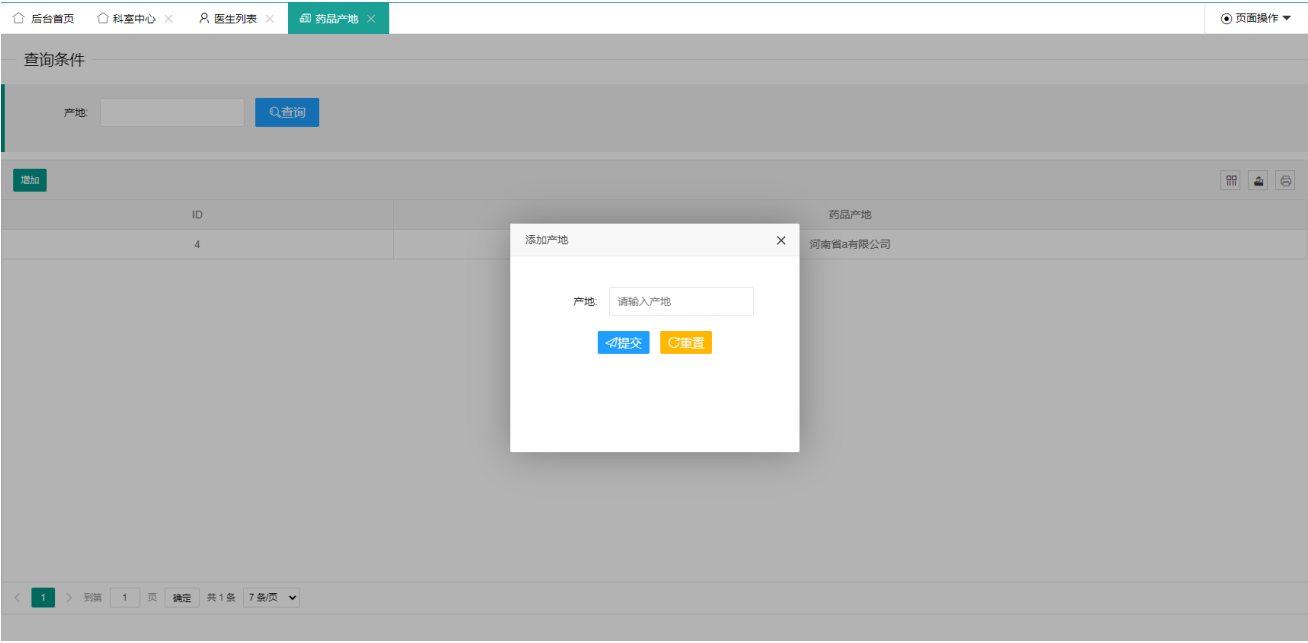 后台首页 科室中心 医生列表 药品产地 页面操作
查询条件
产地: 查询
增加
ID 药品产地
4 河南省a有限公司
添加产地
产地: 请输入产地
提交 重置
1 到第 1 页 确定 共 1 条 7 条/页